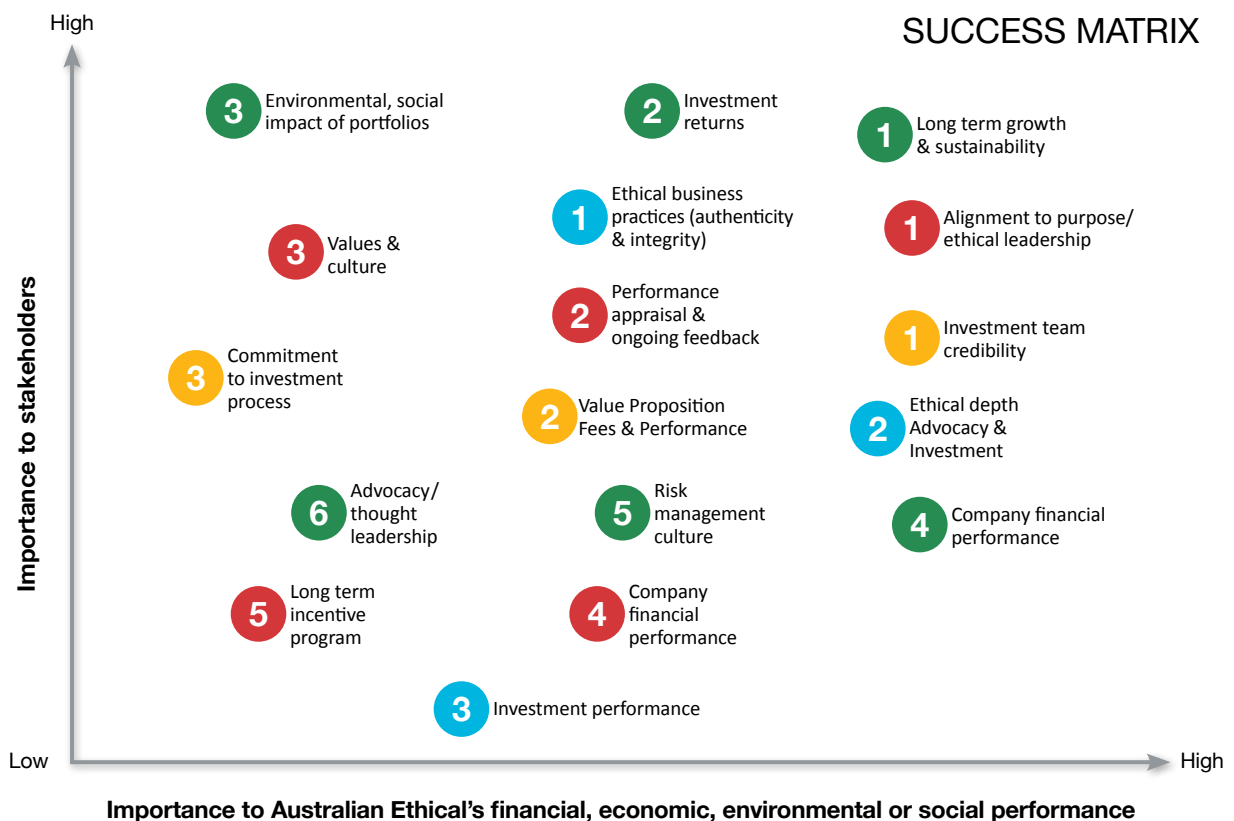 High
SUCCESS MATRIX
3
Environmental, social
impact of portfolios
2
Investment
returns
1
Long term growth
& sustainability
1
Ethical business
practices (authenticity
& integrity)
1
Alignment to purpose/
ethical leadership
3
Values &
culture
2
Performance
appraisal &
ongoing feedback
1
Investment team
credibility
3
Commitment
to investment
process
2
Value Proposition
Fees & Performance
2
Ethical depth
Advocacy &
Investment
6
Advocacy/
thought
leadership
5
Risk
management
culture
4
Company financial
performance
5
Long term
incentive
program
4
Company
financial
performance
3
Investment performance
Importance to stakeholders
Low
High
Importance to Australian Ethical's financial, economic, environmental or social performance